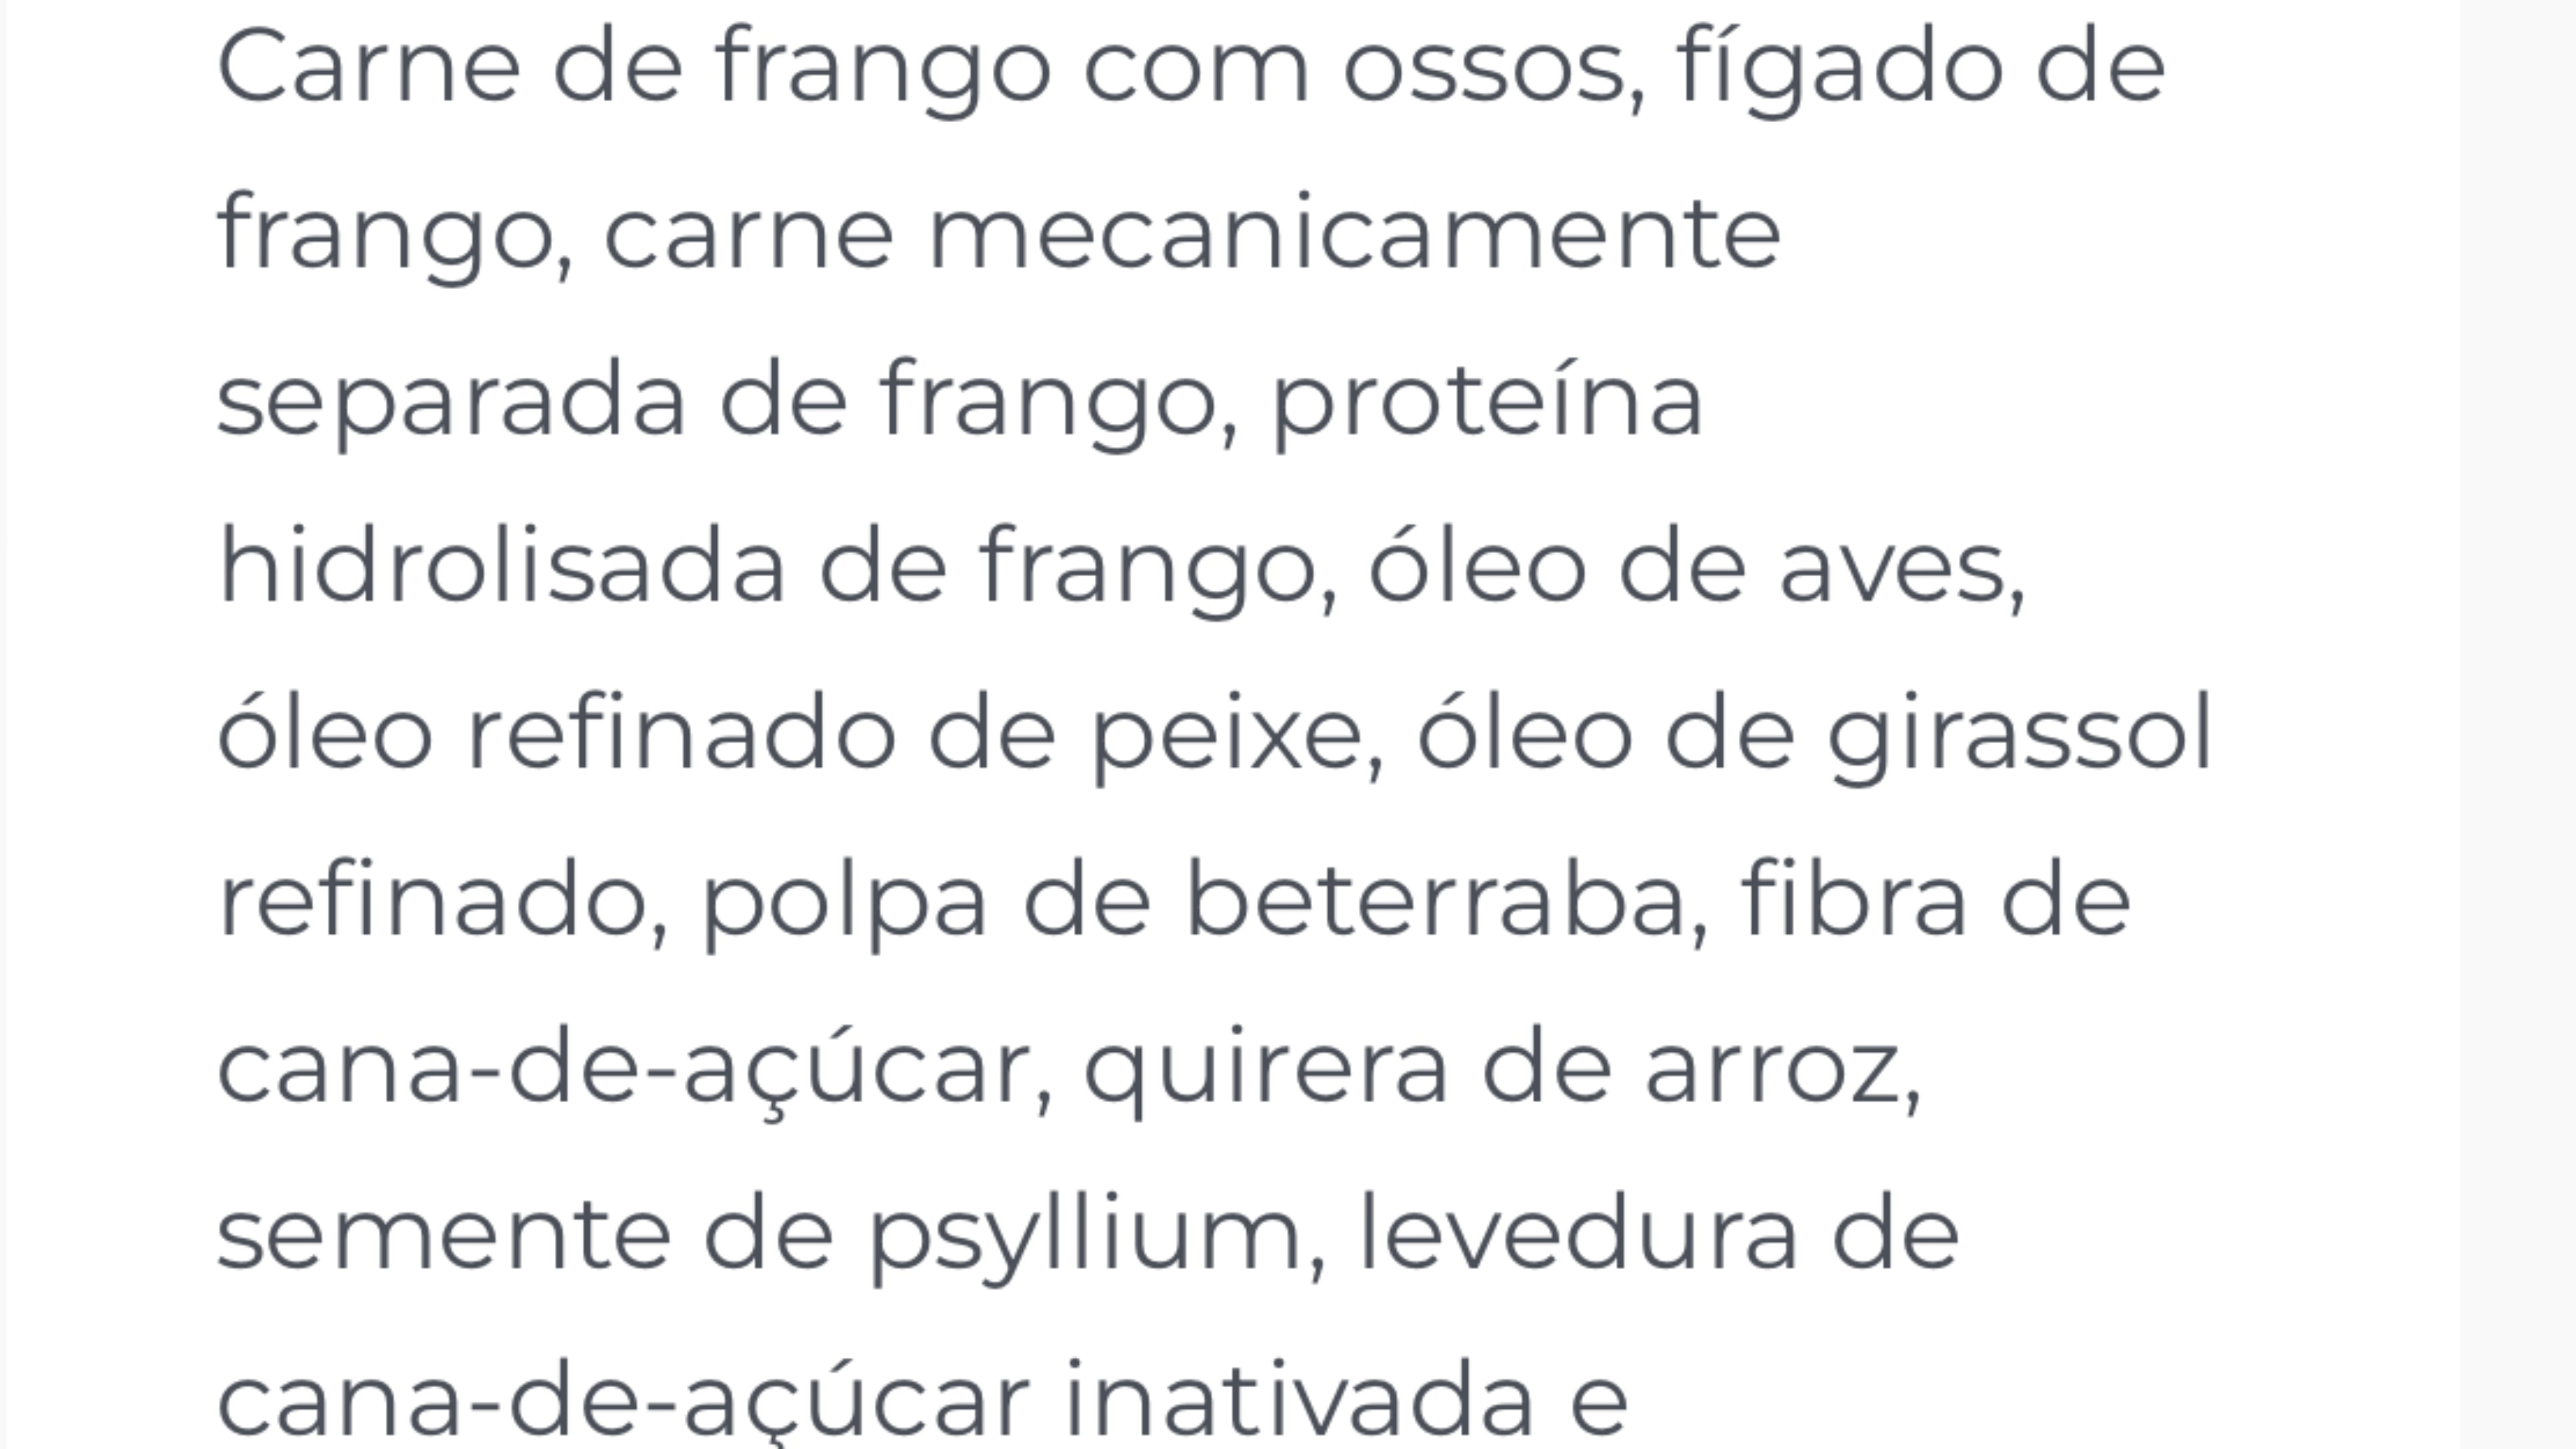 Carne de frango com ossos, fígado de
frango, carne mecanicamente
separada de frango, proteína
hidrolisada de frango, óleo de aves,
óleo refinado de peixe, óleo de girassol
refinado, polpa de beterraba, fibra de
cana-de-açúcar, quirera de arroz,
semente de psyllium, levedura de
cana-de-açúcar inativada e